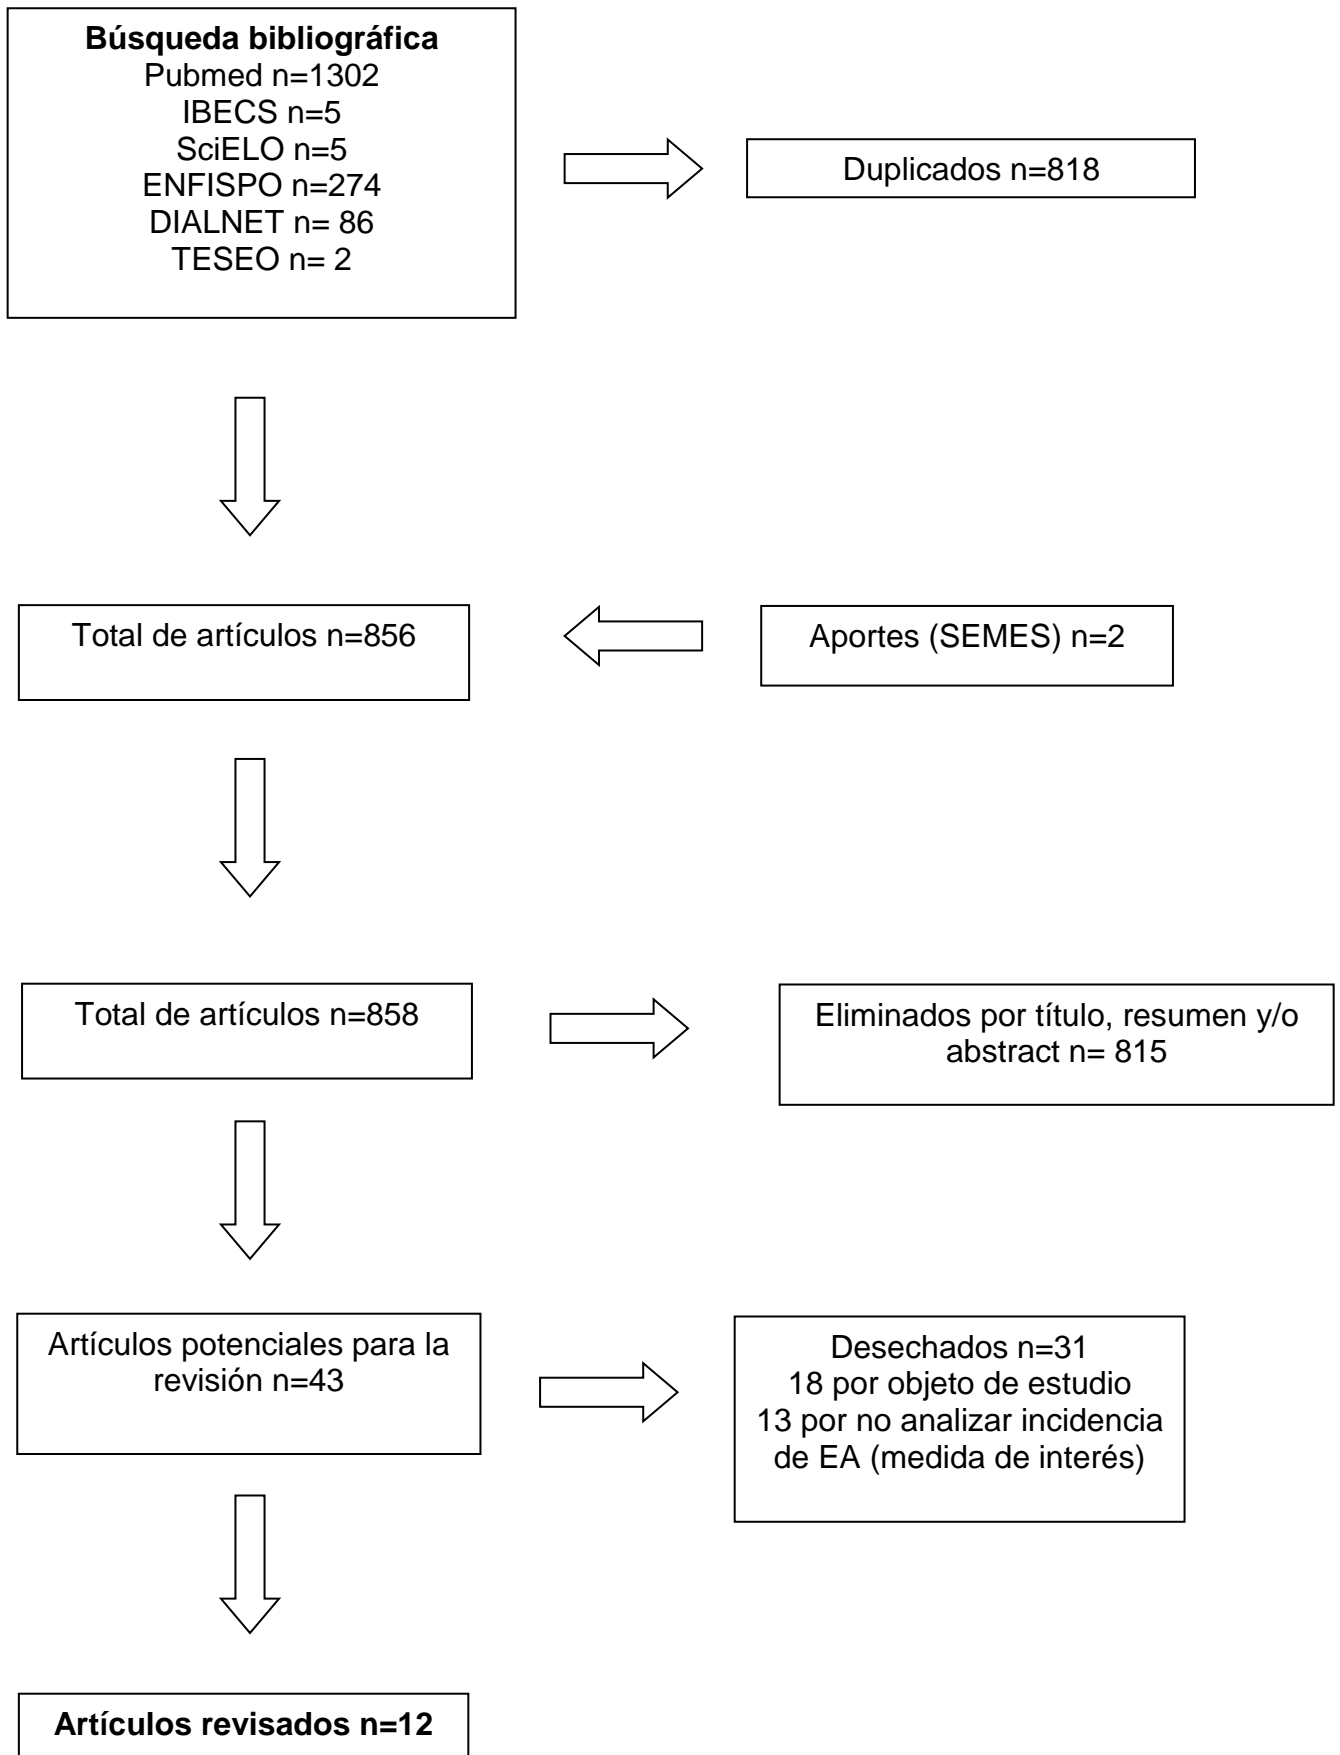 Búsqueda bibliográfica
Pubmed n=1302
IBECS n=5
SciELO n=5
ENFISPO n=274
DIALNET n= 86
TESEO n= 2
Duplicados n=818
Total de artículos n=856
Aportes (SEMES) n=2
Total de artículos n=858
Eliminados por título, resumen y/o
abstract n= 815
Artículos potenciales para la
revisión n=43
Desechados n=31
18 por objeto de estudio
13 por no analizar incidencia
de EA (medida de interés)
Artículos revisados n=12